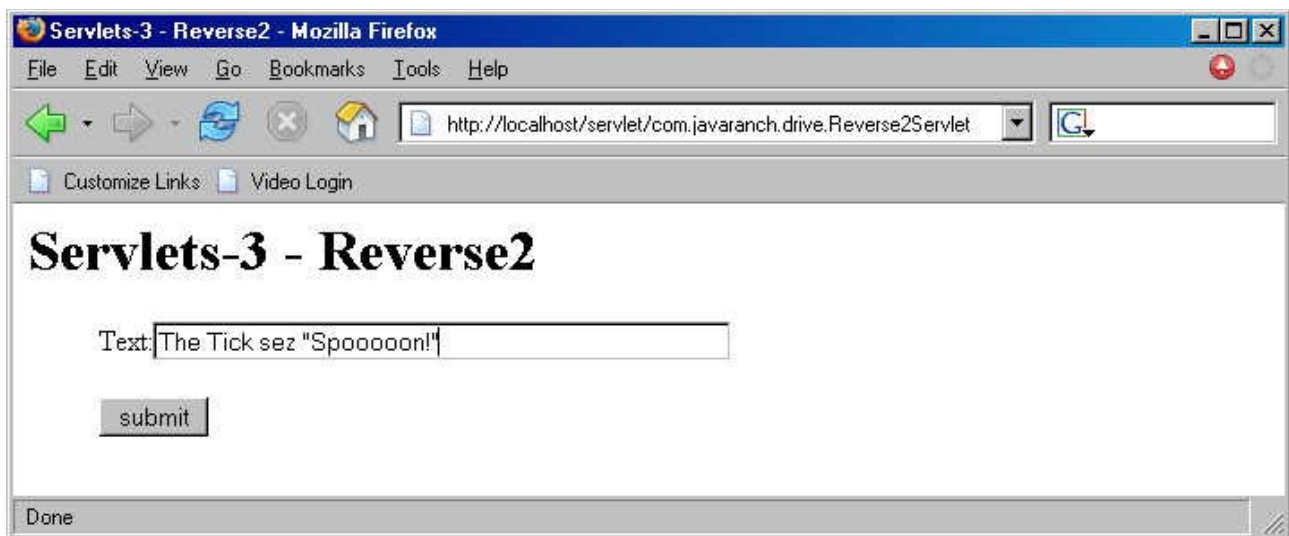 Servlets-3 - Reverse2 - Mozilla Firefox
File Edit View Go Bookmarks Tools Help
http://localhost/servlet/com.javaranch.drive.Reverse2Servlet
G
Customize Links Video Login
Servlets-3 - Reverse2
Text: The Tick sez "Spoooooon!"
submit
Done